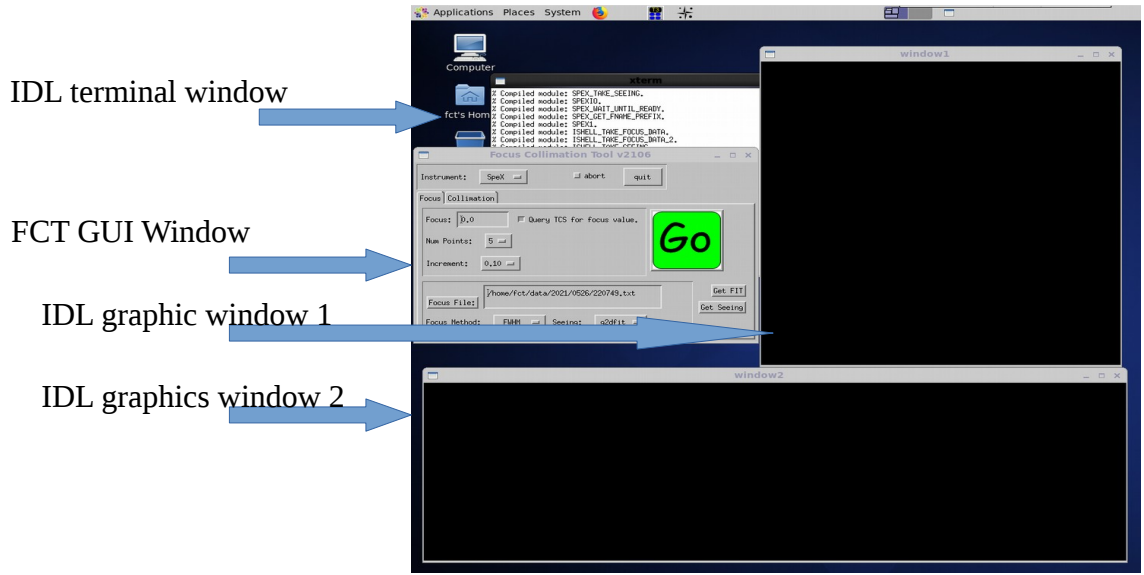 Applications Places System
window1
Computer
xterm
IDL terminal window
% Compiled module: SPEX_TAKE_SEEING.
% Compiled module: SPEXIO.
% Compiled module: SPEX_WAIT_UNTIL_READY.
% Compiled module: SPEX_GET_FNAME_PREFIX.
% Compiled module: SPEX1.
% Compiled module: ISHELL_TAKE_FOCUS_DATA.
% Compiled module: ISHELL_TAKE_FOCUS_DATA_2.
fct's Hom
Focus Collimation Tool v2106
Instrument: SpeX abort quit
Focus Collimation
FCT GUI Window
Focus: 0.0 Query TCS for focus value.
Num Points: 5
Increment: 0.10
Go
IDL graphic window 1
Focus File: /home/fct/data/2021/0526/220749.txt Get FIT
Get Seeing
Focus Method: FWHM Seeing: g2dfit
IDL graphics window 2
window2